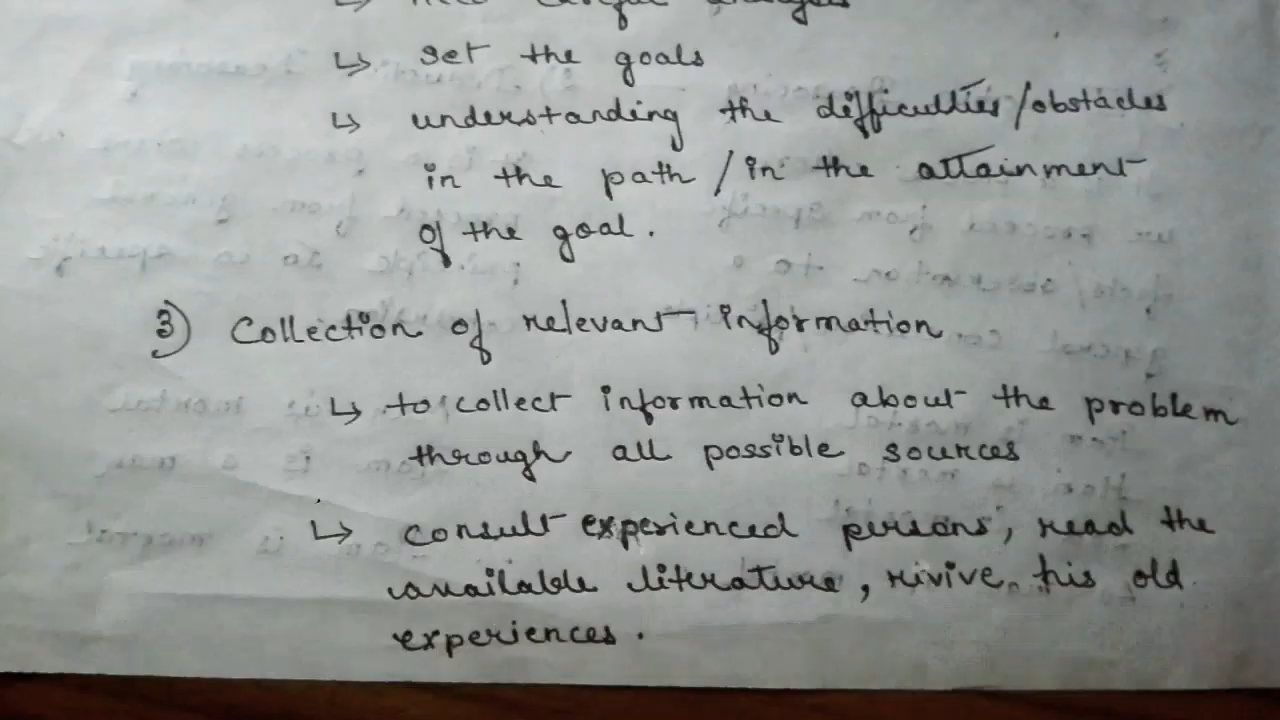 ↳ set the goals
↳ understanding the difficulties/obstacles
in the path / in the attainment
of the goal.
3) Collection of relevant information
↳ to collect information about the problem
through all possible sources
↳ consult experienced persons, read the
available literature, rivive his old
experiences.